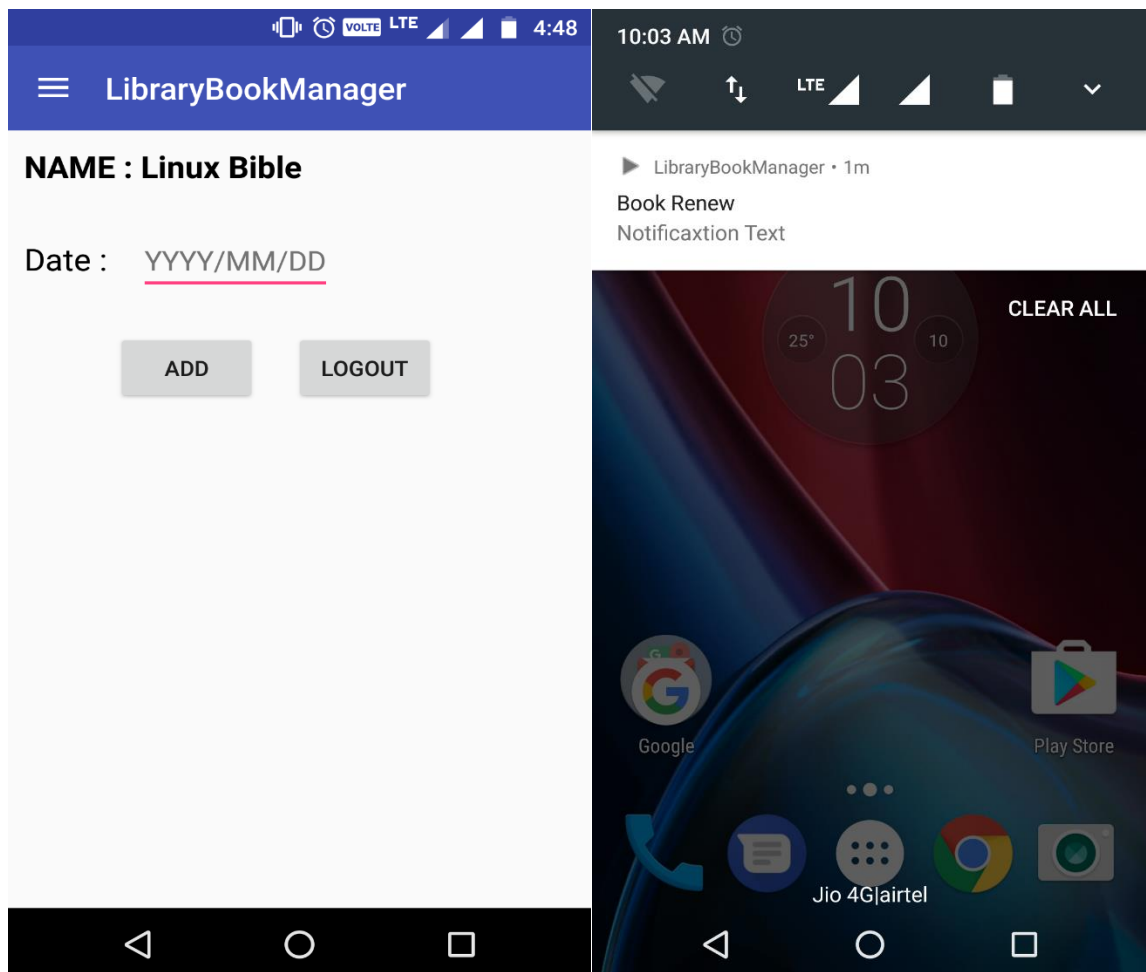 VOLTE LTE 4:48
LibraryBookManager
NAME : Linux Bible
Date : YYYY/MM/DD
ADD LOGOUT
10:03 AM
LTE
LibraryBookManager • 1m
Book Renew
Notificaxtion Text
CLEAR ALL
10
25° 10
03
G
G
Google
Play Store
Jio 4G|airtel